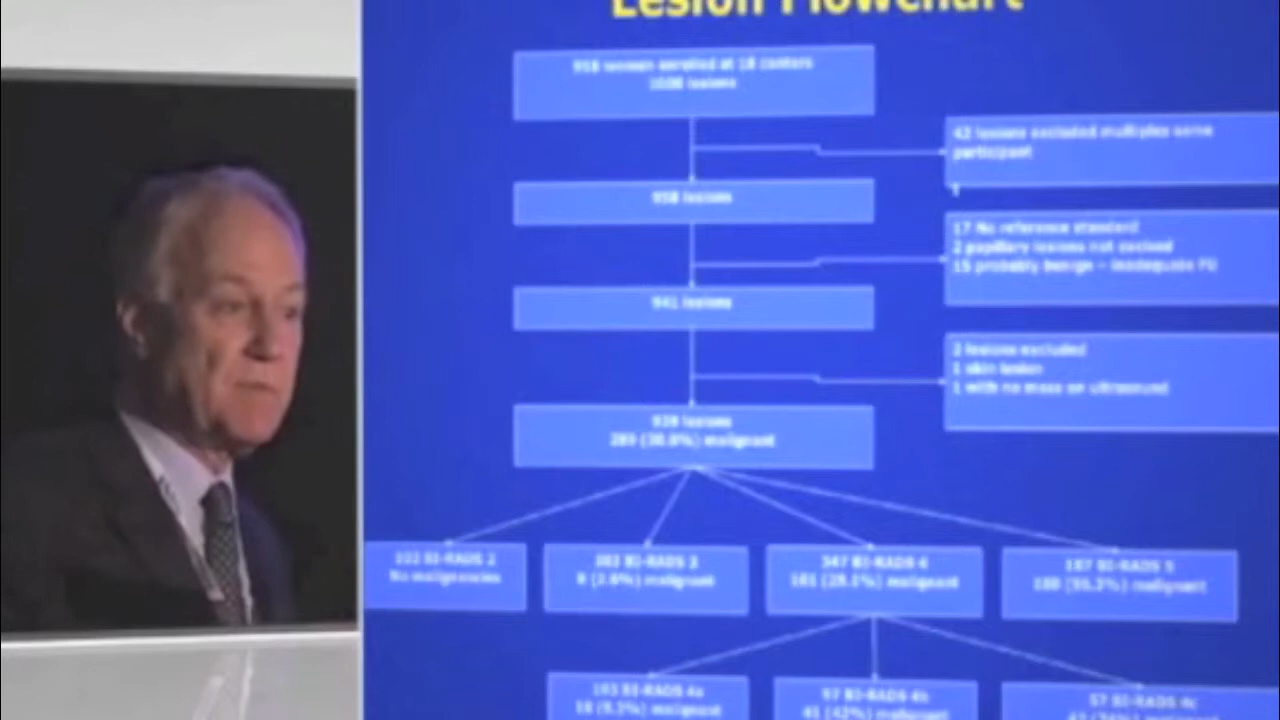 Lesion Flowchart
958 women enrolled at 18 centers
1000 lesions
42 lesions excluded multiples same
participant
958 lesions
17 No reference standard
2 papillary lesions not excised
15 probably benign – inadequate FU
941 lesions
2 lesions excluded
1 skin lesion
1 with no mass on ultrasound
939 lesions
289 (30.8%) malignant
BI-RADS 2
No malignancies
BI-RADS 3
8 (2.6%) malignant
347 BI-RADS 4
101 (29.1%) malignant
187 BI-RADS 5
180 (96.3%) malignant
193 BI-RADS 4a
18 (9.3%) malignant
97 BI-RADS 4b
41 (42%) malignant
57 BI-RADS 4c